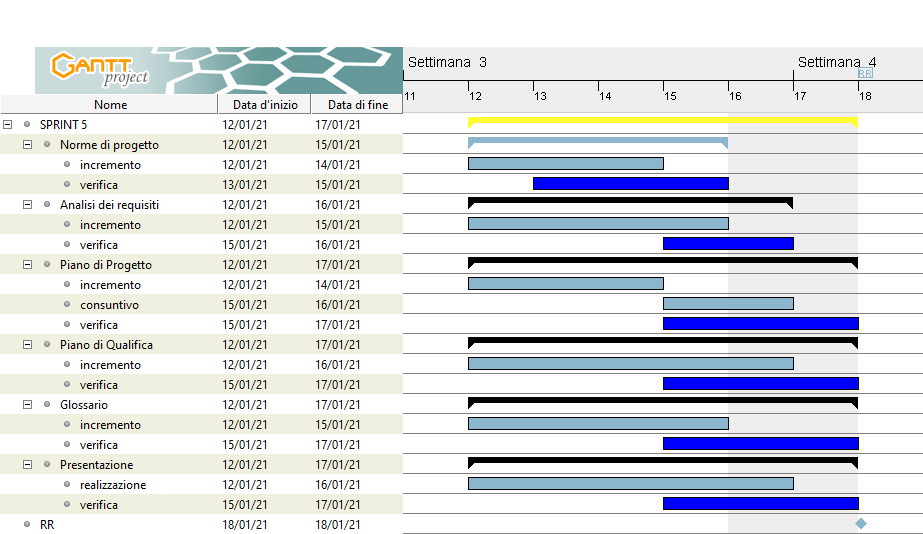 GANTT project
Settimana 3 Settimana 4
RR
11 12 13 14 15 16 17 18
Nome Data d'inizio Data di fine
SPRINT 5 12/01/21 17/01/21
Norme di progetto 12/01/21 15/01/21
incremento 12/01/21 14/01/21
verifica 13/01/21 15/01/21
Analisi dei requisiti 12/01/21 16/01/21
incremento 12/01/21 15/01/21
verifica 15/01/21 16/01/21
Piano di Progetto 12/01/21 17/01/21
incremento 12/01/21 14/01/21
consuntivo 15/01/21 16/01/21
verifica 15/01/21 17/01/21
Piano di Qualifica 12/01/21 17/01/21
incremento 12/01/21 16/01/21
verifica 15/01/21 17/01/21
Glossario 12/01/21 17/01/21
incremento 12/01/21 15/01/21
verifica 15/01/21 17/01/21
Presentazione 12/01/21 17/01/21
realizzazione 12/01/21 16/01/21
verifica 15/01/21 17/01/21
RR 18/01/21 18/01/21